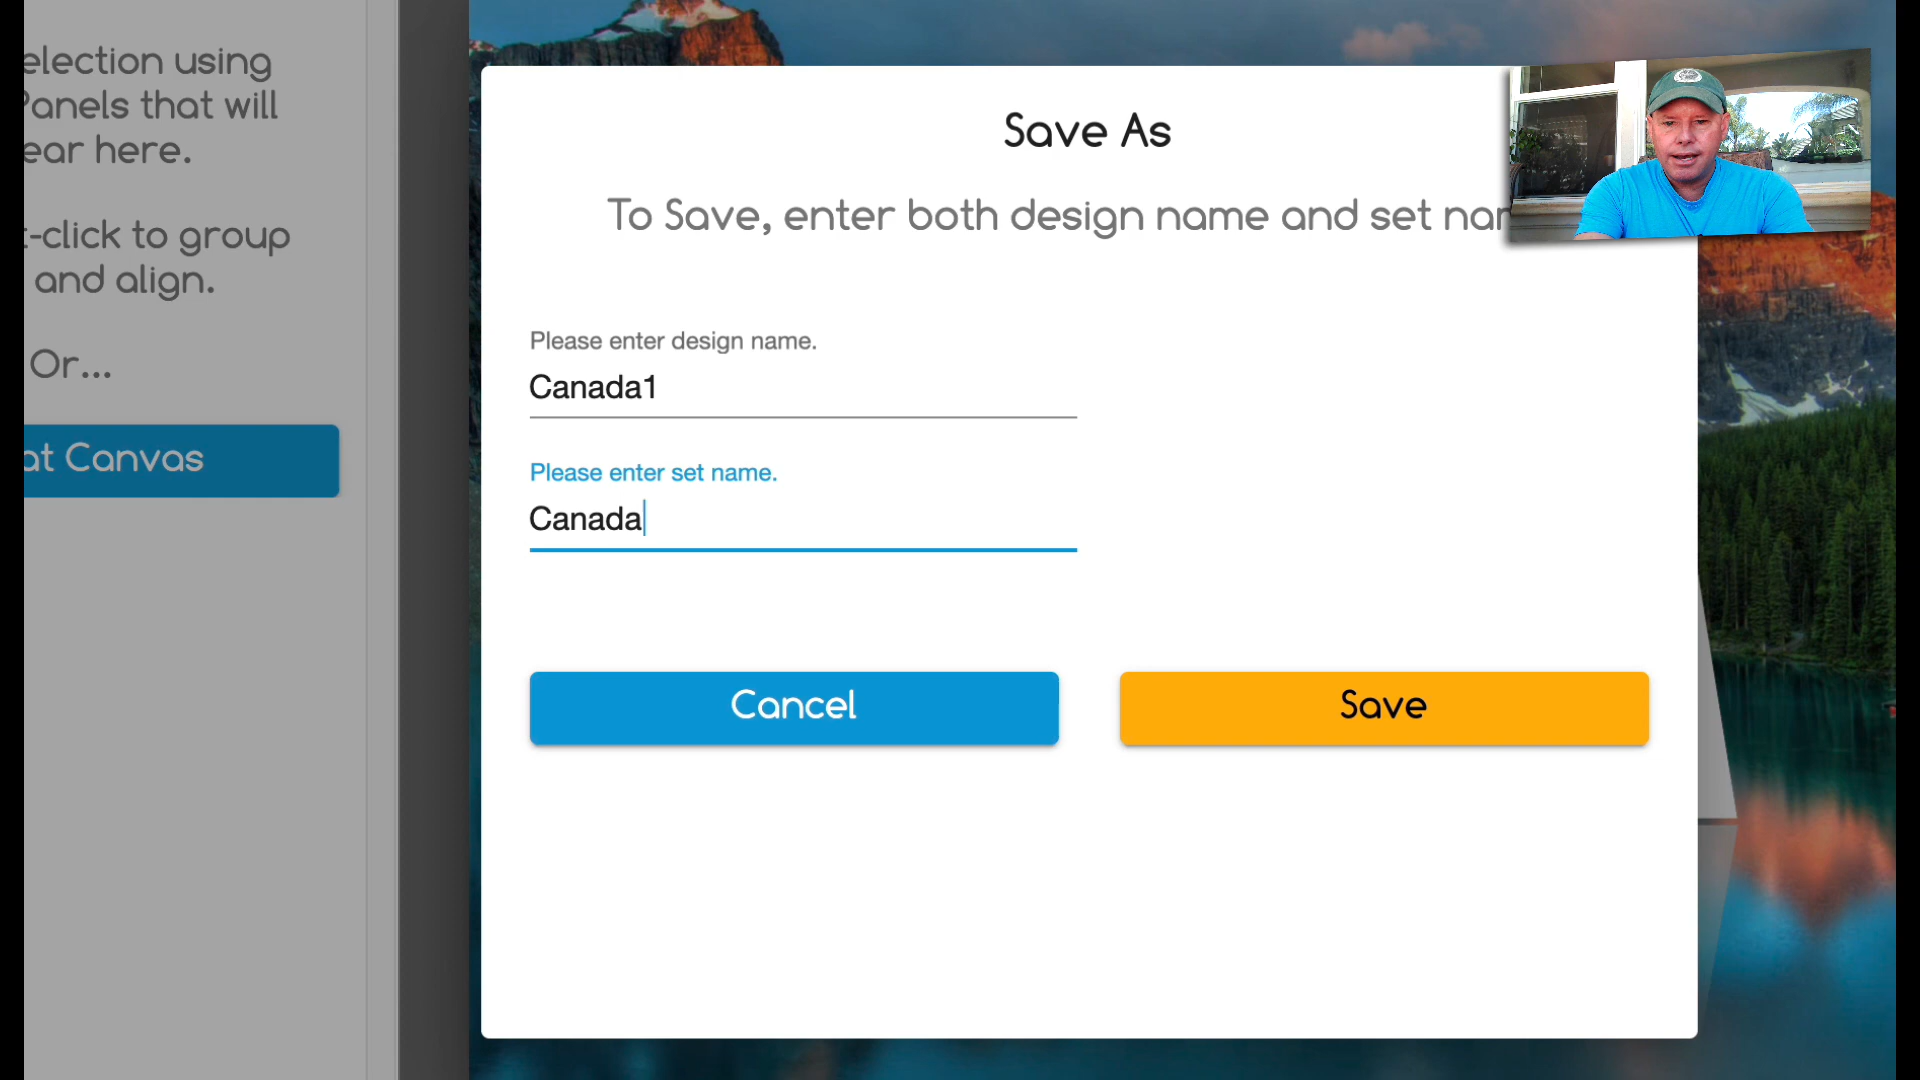 election using
Panels that will
ear here.
-click to group
and align.
Or...
at Canvas
Save As
To Save, enter both design name and set nam
Please enter design name.
Canada1
Please enter set name.
Canada
Cancel
Save